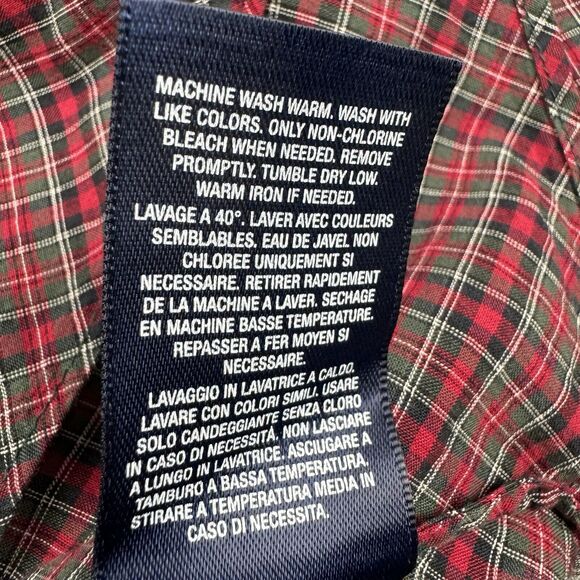 MACHINE WASH WARM. WASH WITH
LIKE COLORS. ONLY NON-CHLORINE
BLEACH WHEN NEEDED. REMOVE
PROMPTLY. TUMBLE DRY LOW.
WARM IRON IF NEEDED.
LAVAGE A 40°. LAVER AVEC COULEURS
SEMBLABLES. EAU DE JAVEL NON
CHLOREE UNIQUEMENT SI
NECESSAIRE. RETIRER RAPIDEMENT
DE LA MACHINE A LAVER. SECHAGE
EN MACHINE BASSE TEMPERATURE.
REPASSER A FER MOYEN SI
NECESSAIRE.
LAVAGGIO IN LAVATRICE A CALDO.
LAVARE CON COLORI SIMILI. USARE
SOLO CANDEGGIANTE SENZA CLORO
IN CASO DI NECESSITÀ, NON LASCIARE
A LUNGO IN LAVATRICE. ASCIUGARE A
TAMBURO A BASSA TEMPERATURA.
STIRARE A TEMPERATURA MEDIA IN
CASO DI NECESSITA.